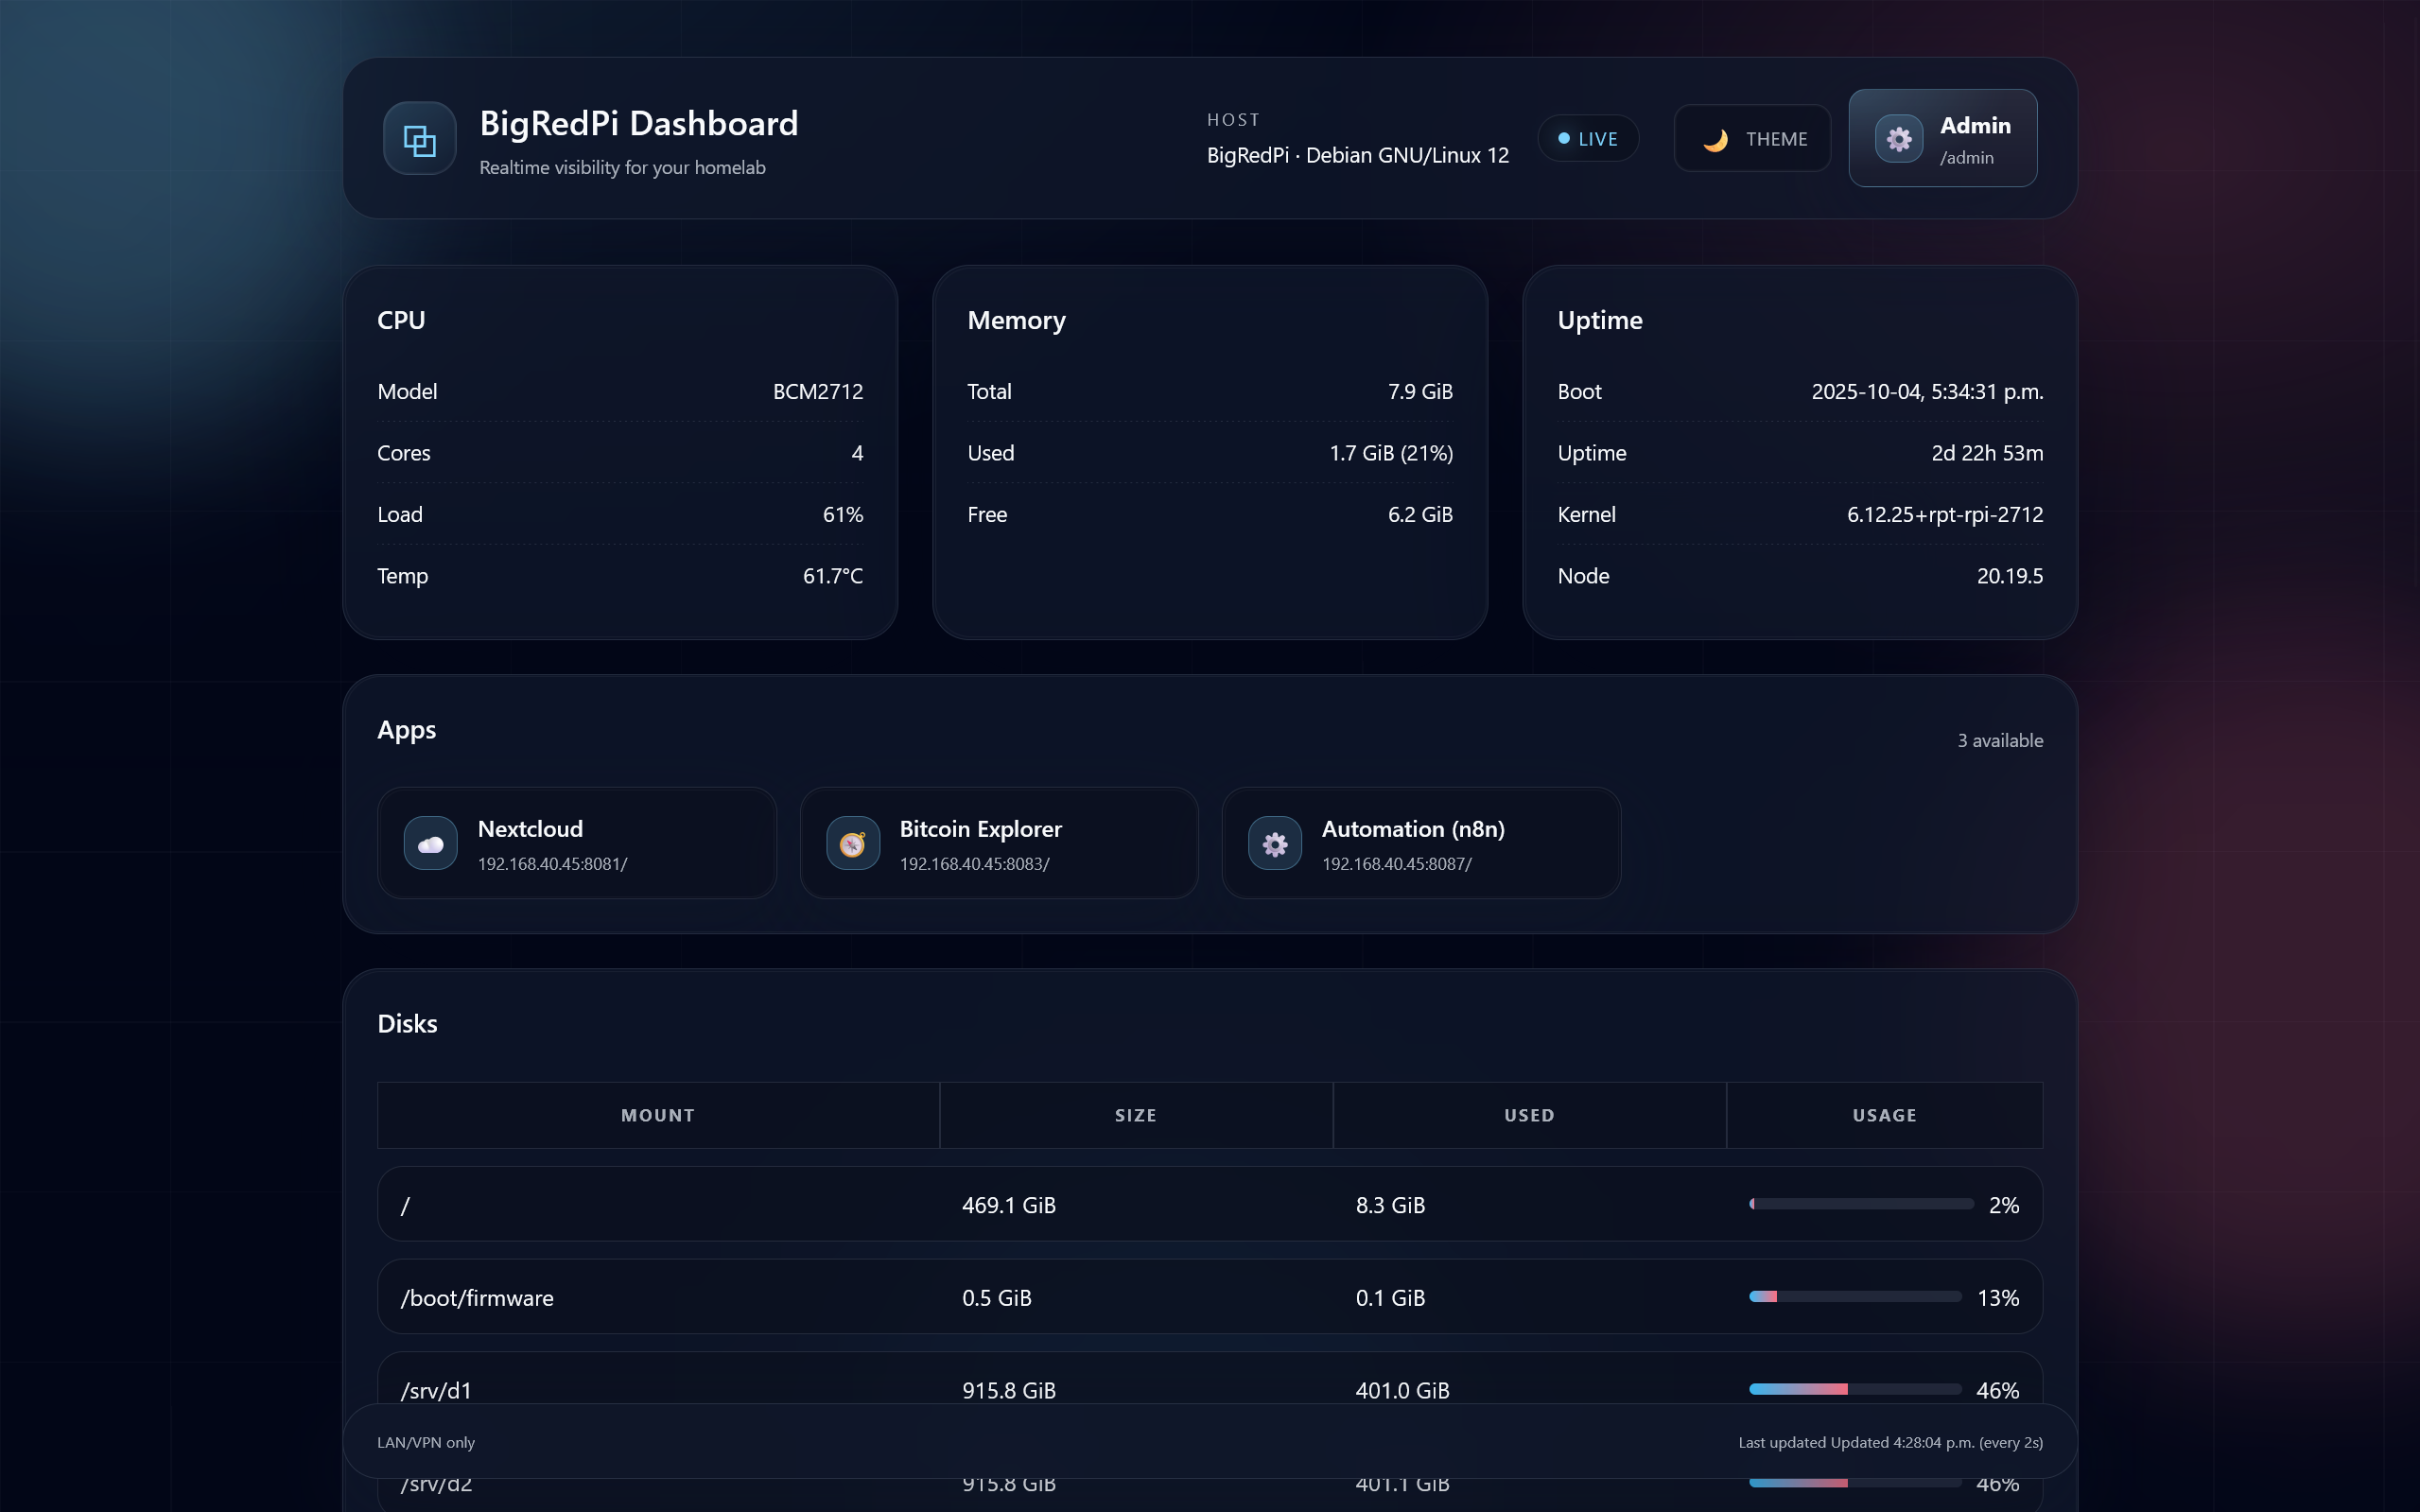 BigRedPi Dashboard
Realtime visibility for your homelab
HOST
BigRedPi · Debian GNU/Linux 12
LIVE
THEME
Admin
/admin
CPU
Model BCM2712
Cores 4
Load 61%
Temp 61.7°C
Memory
Total 7.9 GiB
Used 1.7 GiB (21%)
Free 6.2 GiB
Uptime
Boot 2025-10-04, 5:34:31 p.m.
Uptime 2d 22h 53m
Kernel 6.12.25+rpt-rpi-2712
Node 20.19.5
Apps
3 available
Nextcloud
192.168.40.45:8081/
Bitcoin Explorer
192.168.40.45:8083/
Automation (n8n)
192.168.40.45:8087/
Disks
MOUNT SIZE USED USAGE
/ 469.1 GiB 8.3 GiB 2%
/boot/firmware 0.5 GiB 0.1 GiB 13%
/srv/d1 915.8 GiB 401.0 GiB 46%
LAN/VPN only Last updated Updated 4:28:04 p.m. (every 2s)
/srv/d2 915.8 GiB 401.1 GiB 46%